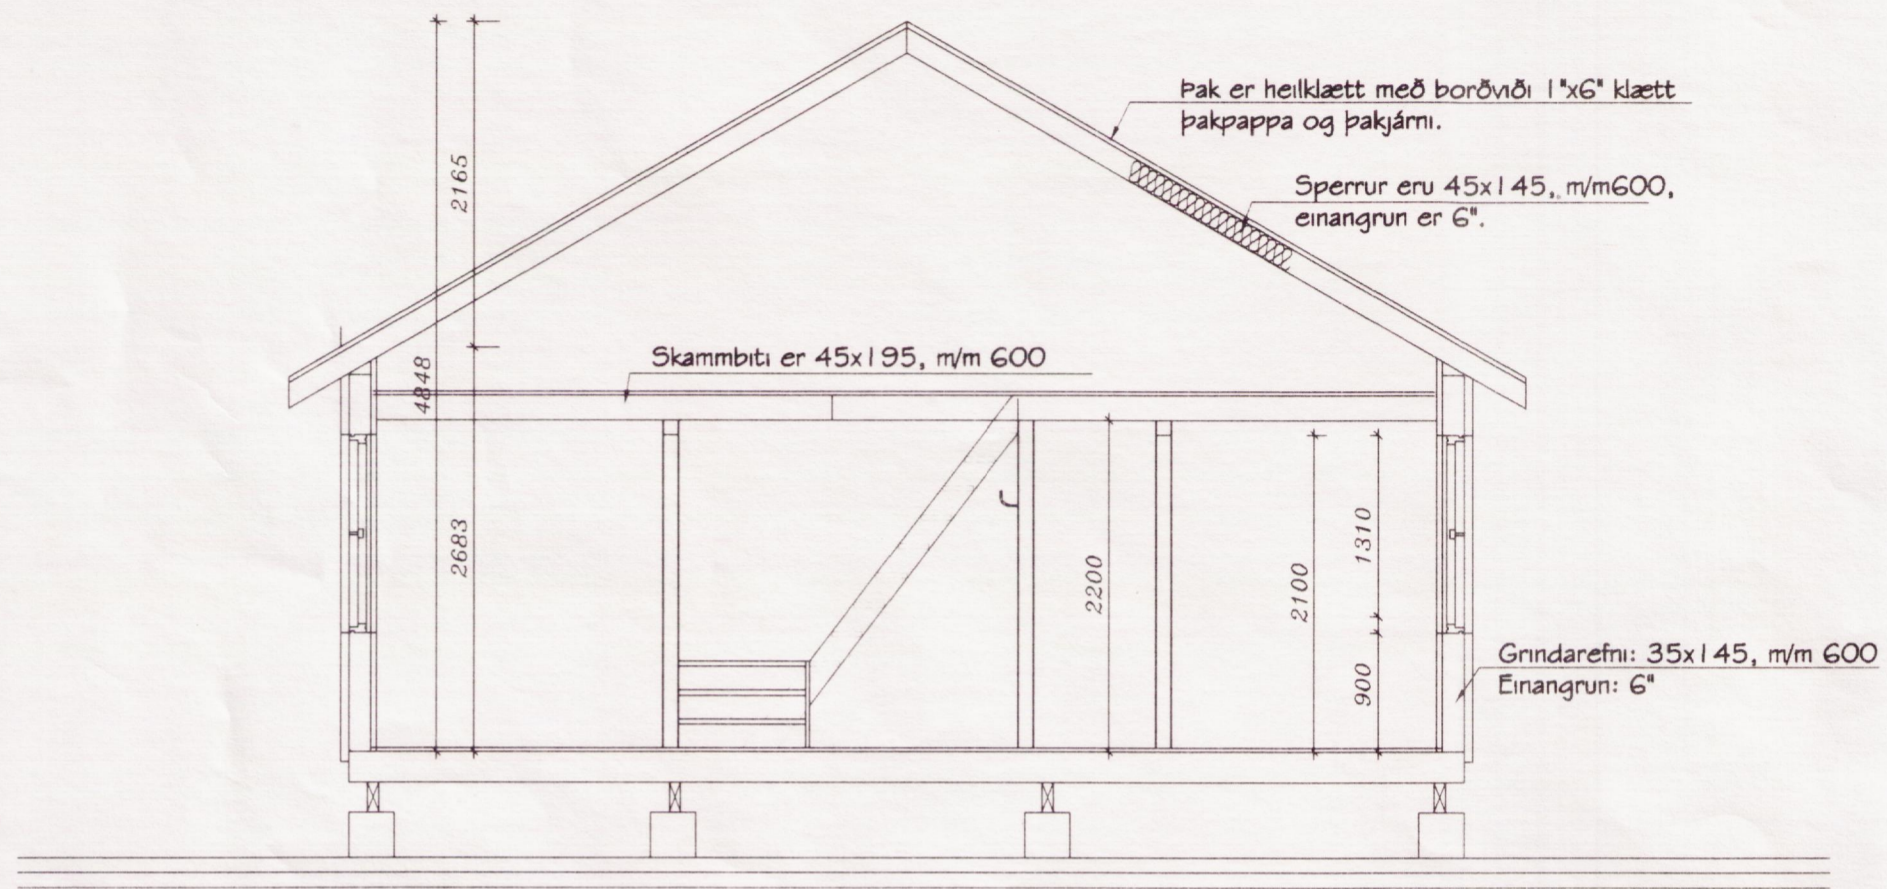 Þak er heilklætt með borðviði 1"x6" klætt
þakpappa og þakjárni.
Sperrur eru 45x145, m/m600,
einangrun er 6".
2165
Skammbiti er 45x195, m/m 600
4848
2683
2200
2100
1310
900
Grindarefni: 35x145, m/m 600
Einangrun: 6"